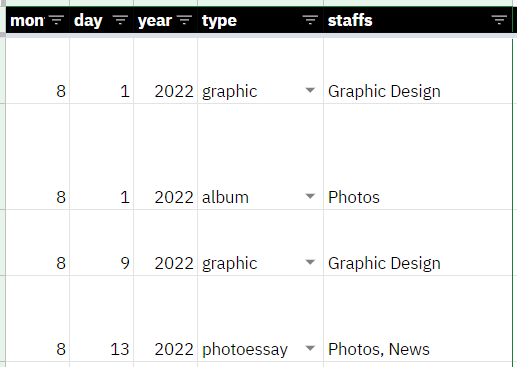 mon day year type staffs
8 1 2022 graphic Graphic Design
8 1 2022 album Photos
8 9 2022 graphic Graphic Design
8 13 2022 photoessay Photos, News